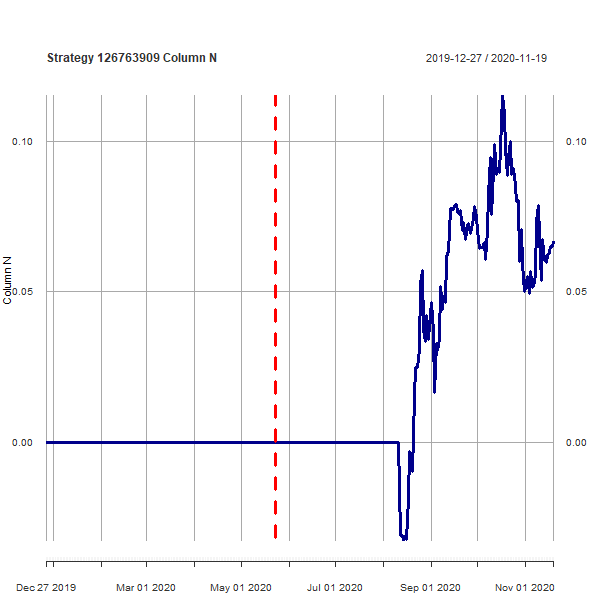 Strategy 126763909 Column N
2019-12-27 / 2020-11-19
0.10
0.10
Column N
0.05
0.05
0.00
0.00
Dec 27 2019
Mar 01 2020
May 01 2020
Jul 01 2020
Sep 01 2020
Nov 01 2020